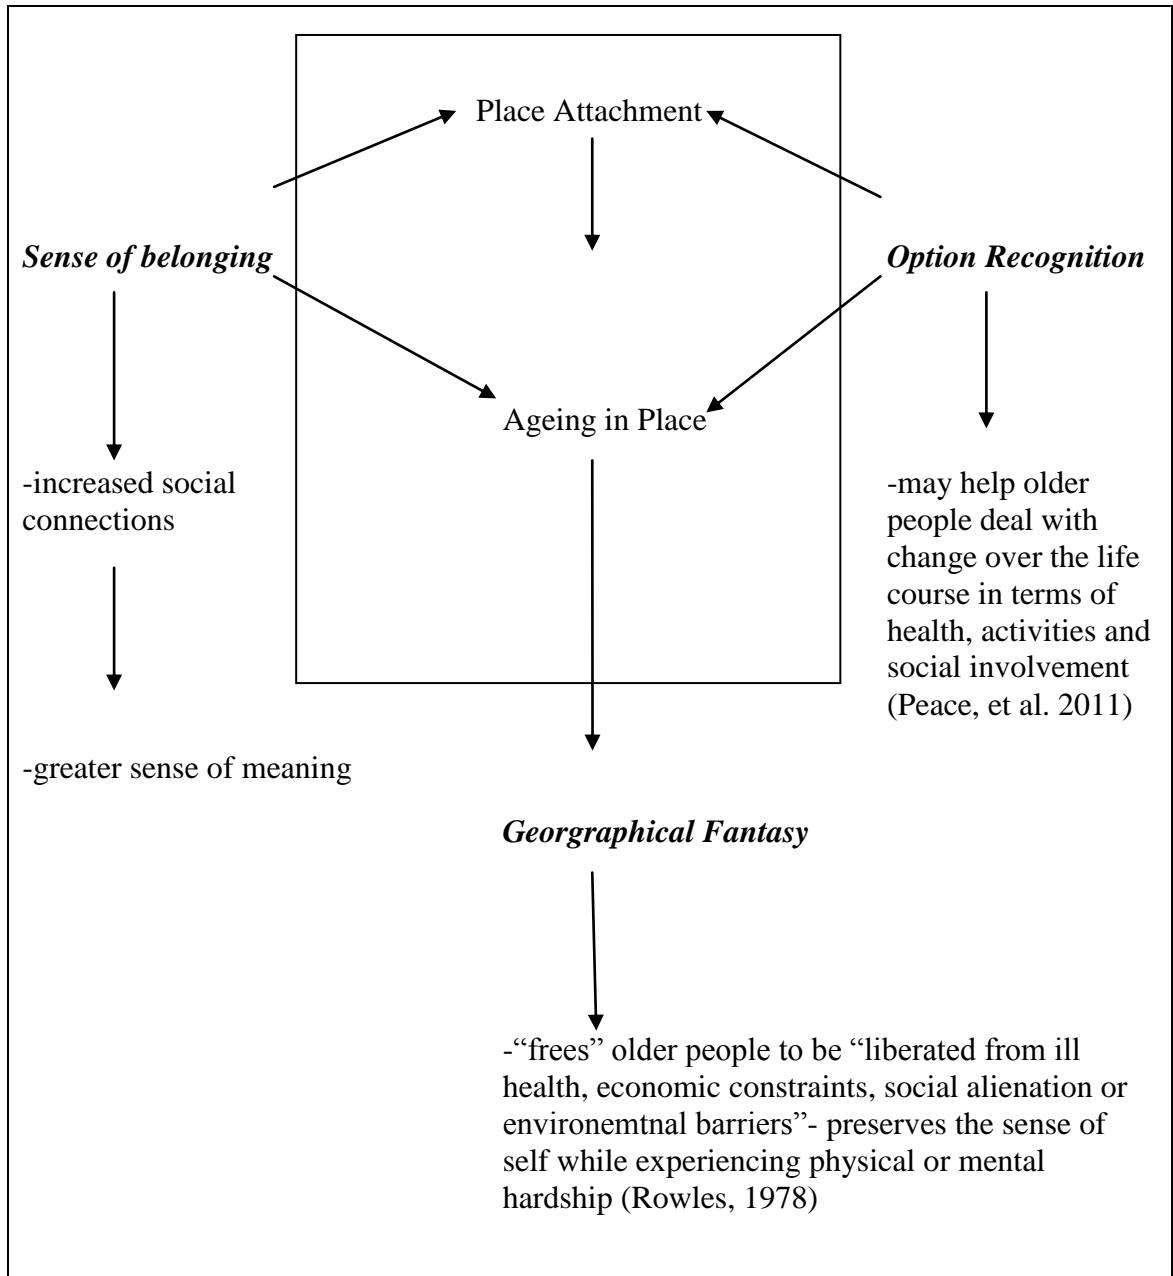 Place Attachment
Sense of belonging
Option Recognition
Ageing in Place
-increased social
connections
-may help older
people deal with
change over the life
course in terms of
health, activities and
social involvement
(Peace, et al. 2011)
-greater sense of meaning
Georgraphical Fantasy
-“frees” older people to be “liberated from ill
health, economic constraints, social alienation or
environemtnal barriers”- preserves the sense of
self while experiencing physical or mental
hardship (Rowles, 1978)